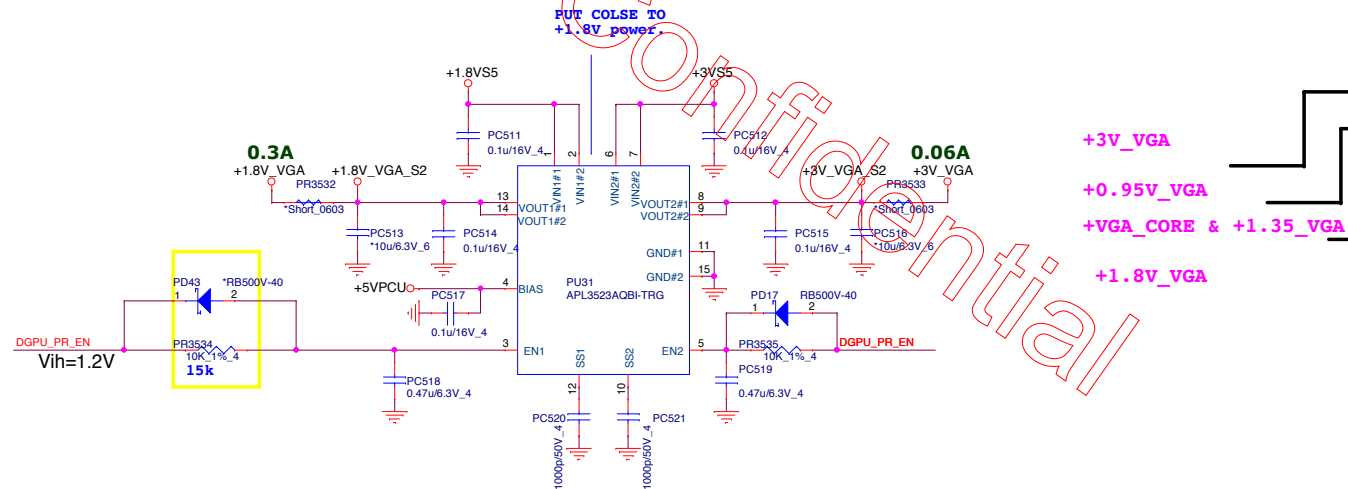 PUT COLSE TO
+1.8V power.
Confidential
+1.8VS5
+3VS5
PC511
0.1u/16V_4
PC512
0.1u/16V_4
1
2
6
7
VIN1#1
VIN1#2
VIN2#1
VIN2#2
0.3A
+1.8V_VGA
+1.8V_VGA_S2
PR3532
*Short_0603
13
VOUT1#1
14
VOUT1#2
8
VOUT2#1
9
VOUT2#2
0.06A
+3V_VGA_S2
+3V_VGA
PR3533
*Short_0603
PC513
*10u/6.3V_6
PC514
0.1u/16V_4
PC515
0.1u/16V_4
PC516
*10u/6.3V_6
GND#1
11
GND#2
15
+5VPCU
4
BIAS
PC517
0.1u/16V_4
PU31
APL3523AQBI-TRG
PD43
*RB500V-40
1
2
PR3534
10K_1%_4
15k
DGPU_PR_EN
Vih=1.2V
3
EN1
SS1
SS2
EN2
5
PD17
RB500V-40
1
2
PR3535
10K_1%_4
DGPU_PR_EN
PC518
0.47u/6.3V_4
PC519
0.47u/6.3V_4
12
10
PC520
1000p/50V_4
PC521
1000p/50V_4
+3V_VGA
+0.95V_VGA
+VGA_CORE & +1.35_VGA
+1.8V_VGA